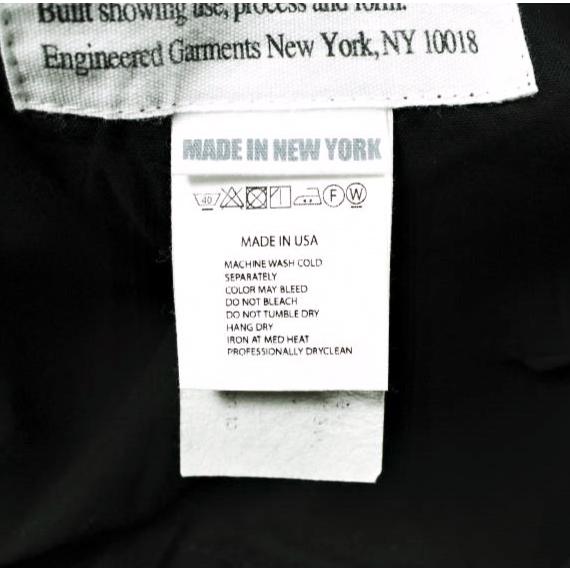 Built showing use, process and form.
Engineered Garments New York, NY 10018
MADE IN NEW YORK
40 F W
MADE IN USA
MACHINE WASH COLD
SEPARATELY
COLOR MAY BLEED
DO NOT BLEACH
DO NOT TUMBLE DRY
HANG DRY
IRON AT MED HEAT
PROFESSIONALLY DRYCLEAN